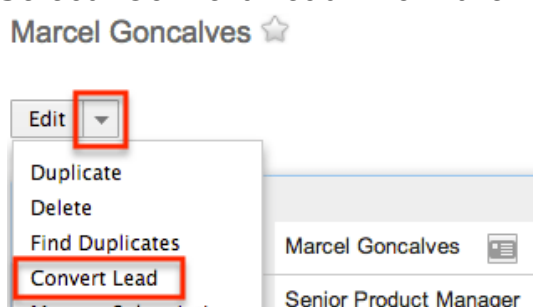 Marcel Goncalves
Edit
Duplicate
Delete
Find Duplicates
Marcel Goncalves
Convert Lead
Senior Product Manager